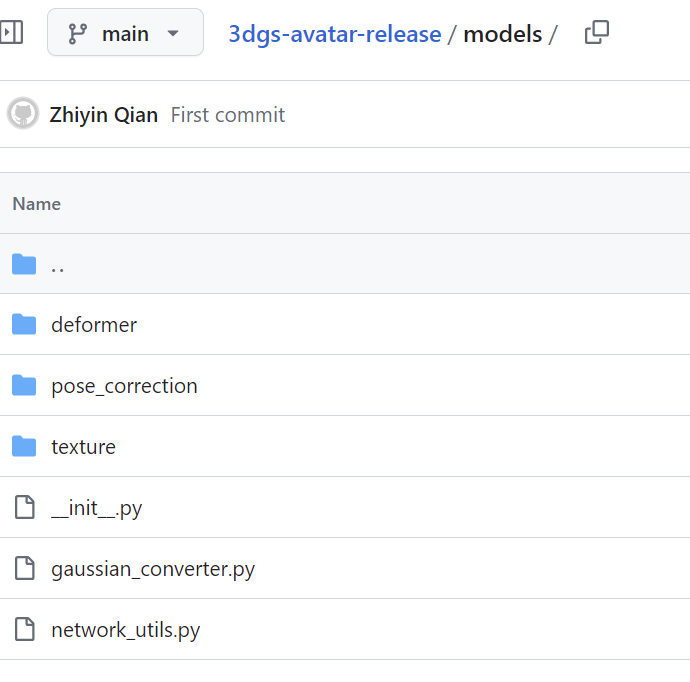 main 3dgs-avatar-release / models /
Zhiyin Qian First commit
Name
..
deformer
pose_correction
texture
__init__.py
gaussian_converter.py
network_utils.py